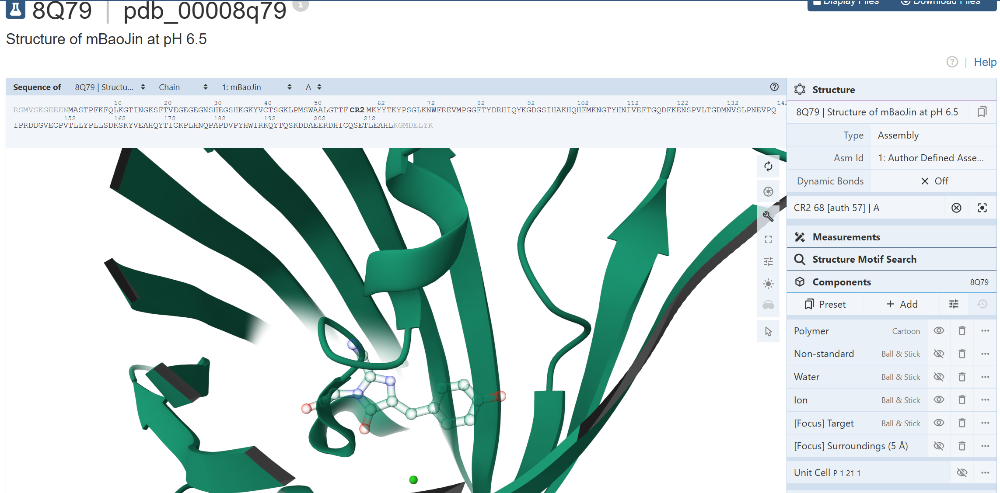 8Q79 | pdb_00008q79 i
Display Files Download Files
Structure of mBaoJin at pH 6.5
? | Help
Sequence of 8Q79 | Structu... Chain 1: mBaoJin A ?
10 20 30 40 50 62 72 82 92 102 112 122 132 142
RSMVSKGEEENMASTPFKFQLKGTINGKSFTVEGEGEGNSHEGSHKGKYVCTSGKLPMSWAALGTTFCR2MKYYTKYPSGLKNWFREVMPGGFTYDRHIQYKGDGSIHAKHQHFMKNGTYHNIVEFTGQDFKENSPVLTGDMNVSLPNEVPQ
152 162 172 182 192 202 212
IPRDDGVECPVTLLYPLLSDKSKYVEAHQYTICKPLHNQPAPDVPYHWIRKQYTQSKDDAEERDHICQSETLEAHLKGMDELYK
Structure
8Q79 | Structure of mBaoJin at pH 6.5
Type Assembly
Asm Id 1: Author Defined Asse...
Dynamic Bonds Off
CR2 68 [auth 57] | A
Measurements
Structure Motif Search
Components 8Q79
Preset + Add
Polymer Cartoon
Non-standard Ball & Stick
Water Ball & Stick
Ion Ball & Stick
[Focus] Target Ball & Stick
[Focus] Surroundings (5 Å)
Unit Cell P 1 21 1